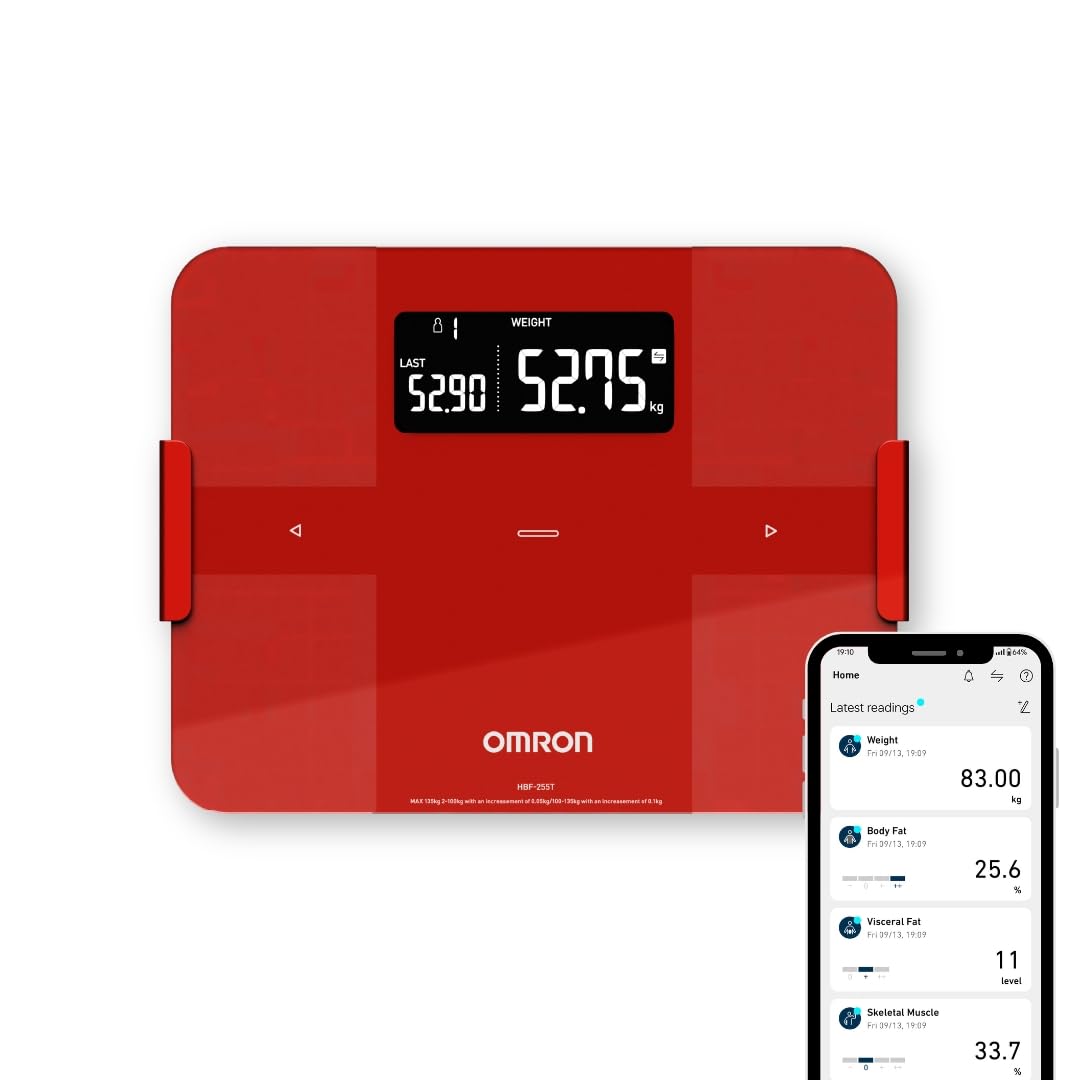 1
WEIGHT
LAST
52.90
52.75
kg
OMRON
HBF-255T
MAX 135kg 2-100kg with an Increasement of 0.05kg/100-135kg with an Increasement of 0.1kg
19:10
64%
Home
?
Latest readings
Weight
Fri 09/13, 19:09
83.00
kg
Body Fat
Fri 09/13, 19:09
25.6
%
- 0 + ++
Visceral Fat
Fri 09/13, 19:09
11
level
0 + ++
Skeletal Muscle
Fri 09/13, 19:09
33.7
%
- 0 + ++